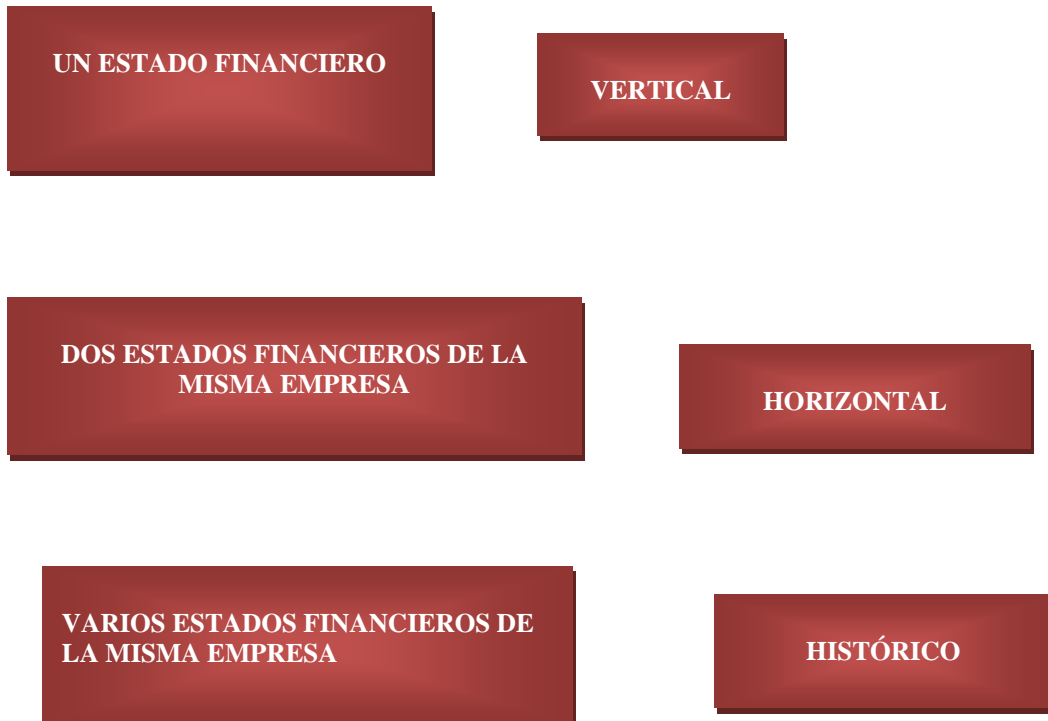 UN ESTADO FINANCIERO
VERTICAL
DOS ESTADOS FINANCIEROS DE LA
MISMA EMPRESA
HORIZONTAL
VARIOS ESTADOS FINANCIEROS DE
LA MISMA EMPRESA
HISTÓRICO